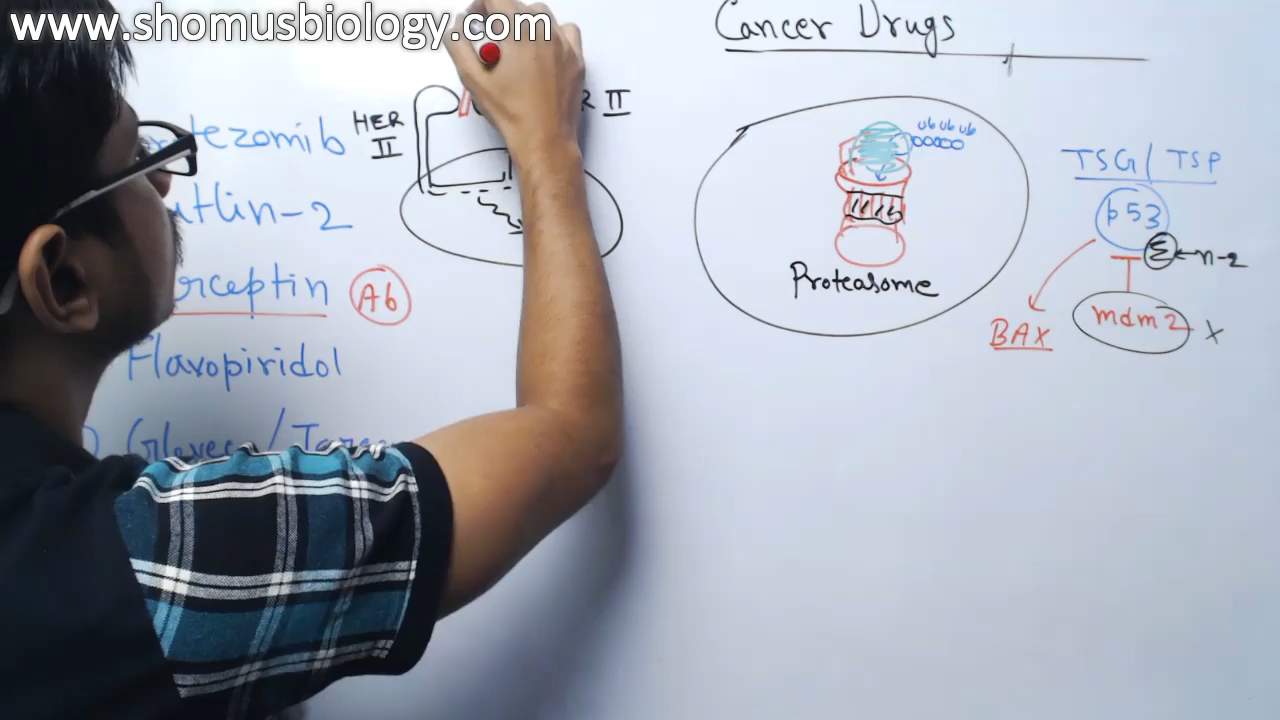 www.shomusbiology.com
Cancer Drugs
tezomib
HER
II
R II
ub ub ub
TSG/TSP
p53
utlin-2
Σ ← n-2
Proteasome
rceptin
Ab
mdm2 x
BAX
Flavopiridol